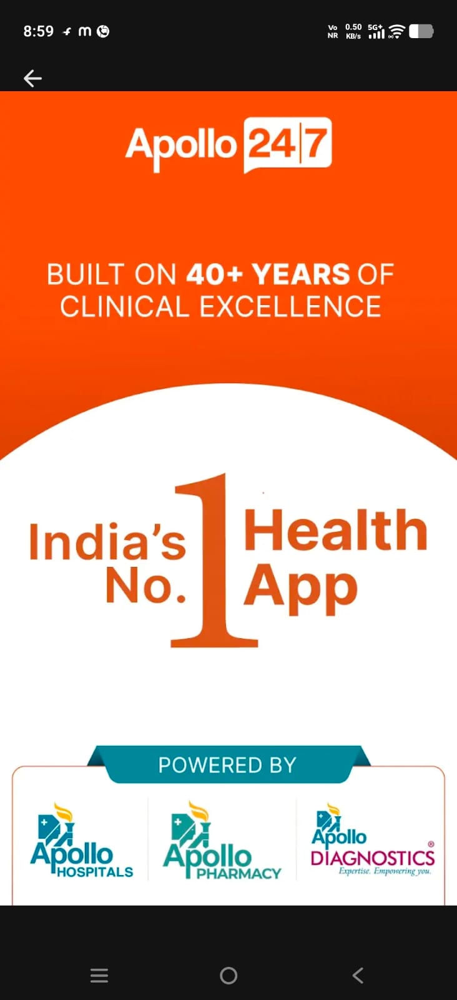 8:59
Vo NR 0.50 KB/s 5G+
Apollo 24|7
BUILT ON 40+ YEARS OF
CLINICAL EXCELLENCE
India's No. 1 Health App
POWERED BY
Apollo HOSPITALS
Apollo PHARMACY
Apollo DIAGNOSTICS®
Expertise. Empowering you.